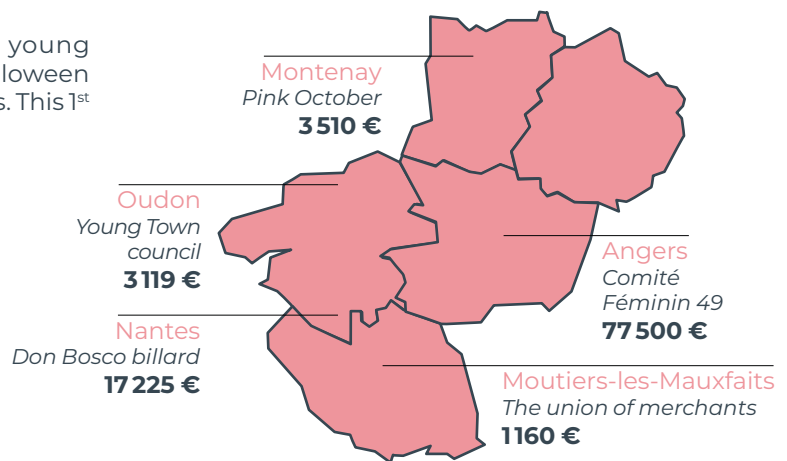 young
loween
s. This 1st
Montenay
Pink October
3 510 €
Oudon
Young Town
council
3 119 €
Nantes
Don Bosco billard
17 225 €
Angers
Comité
Féminin 49
77 500 €
Moutiers-les-Mauxfaits
The union of merchants
1 160 €